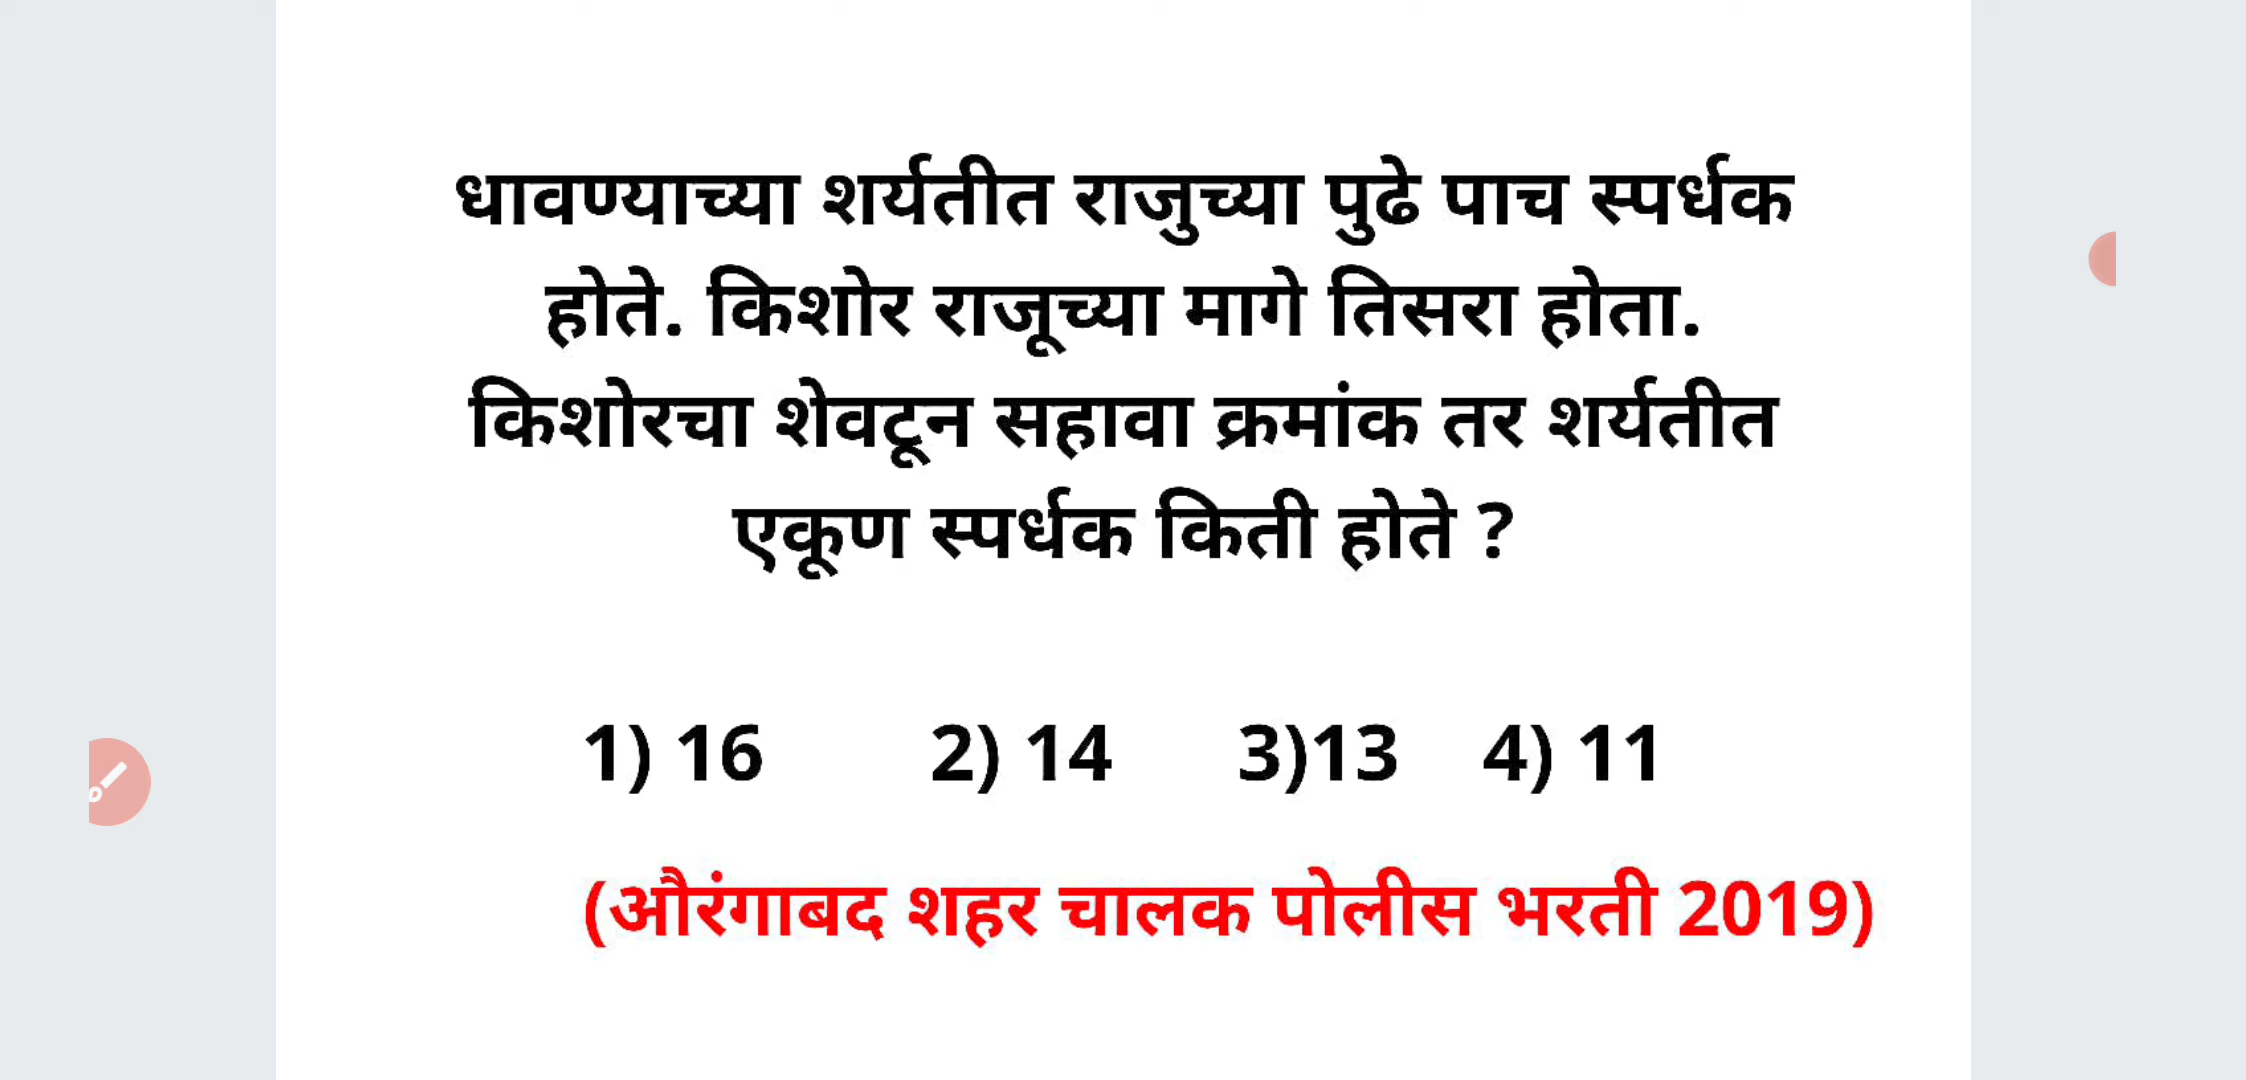 धावण्याच्या शर्यतीत राजुच्या पुढे पाच स्पर्धक
होते. किशोर राजूच्या मागे तिसरा होता.
किशोरचा शेवटून सहावा क्रमांक तर शर्यतीत
एकूण स्पर्धक किती होते ?
1) 16 2) 14 3)13 4) 11
(औरंगाबद शहर चालक पोलीस भरती 2019)